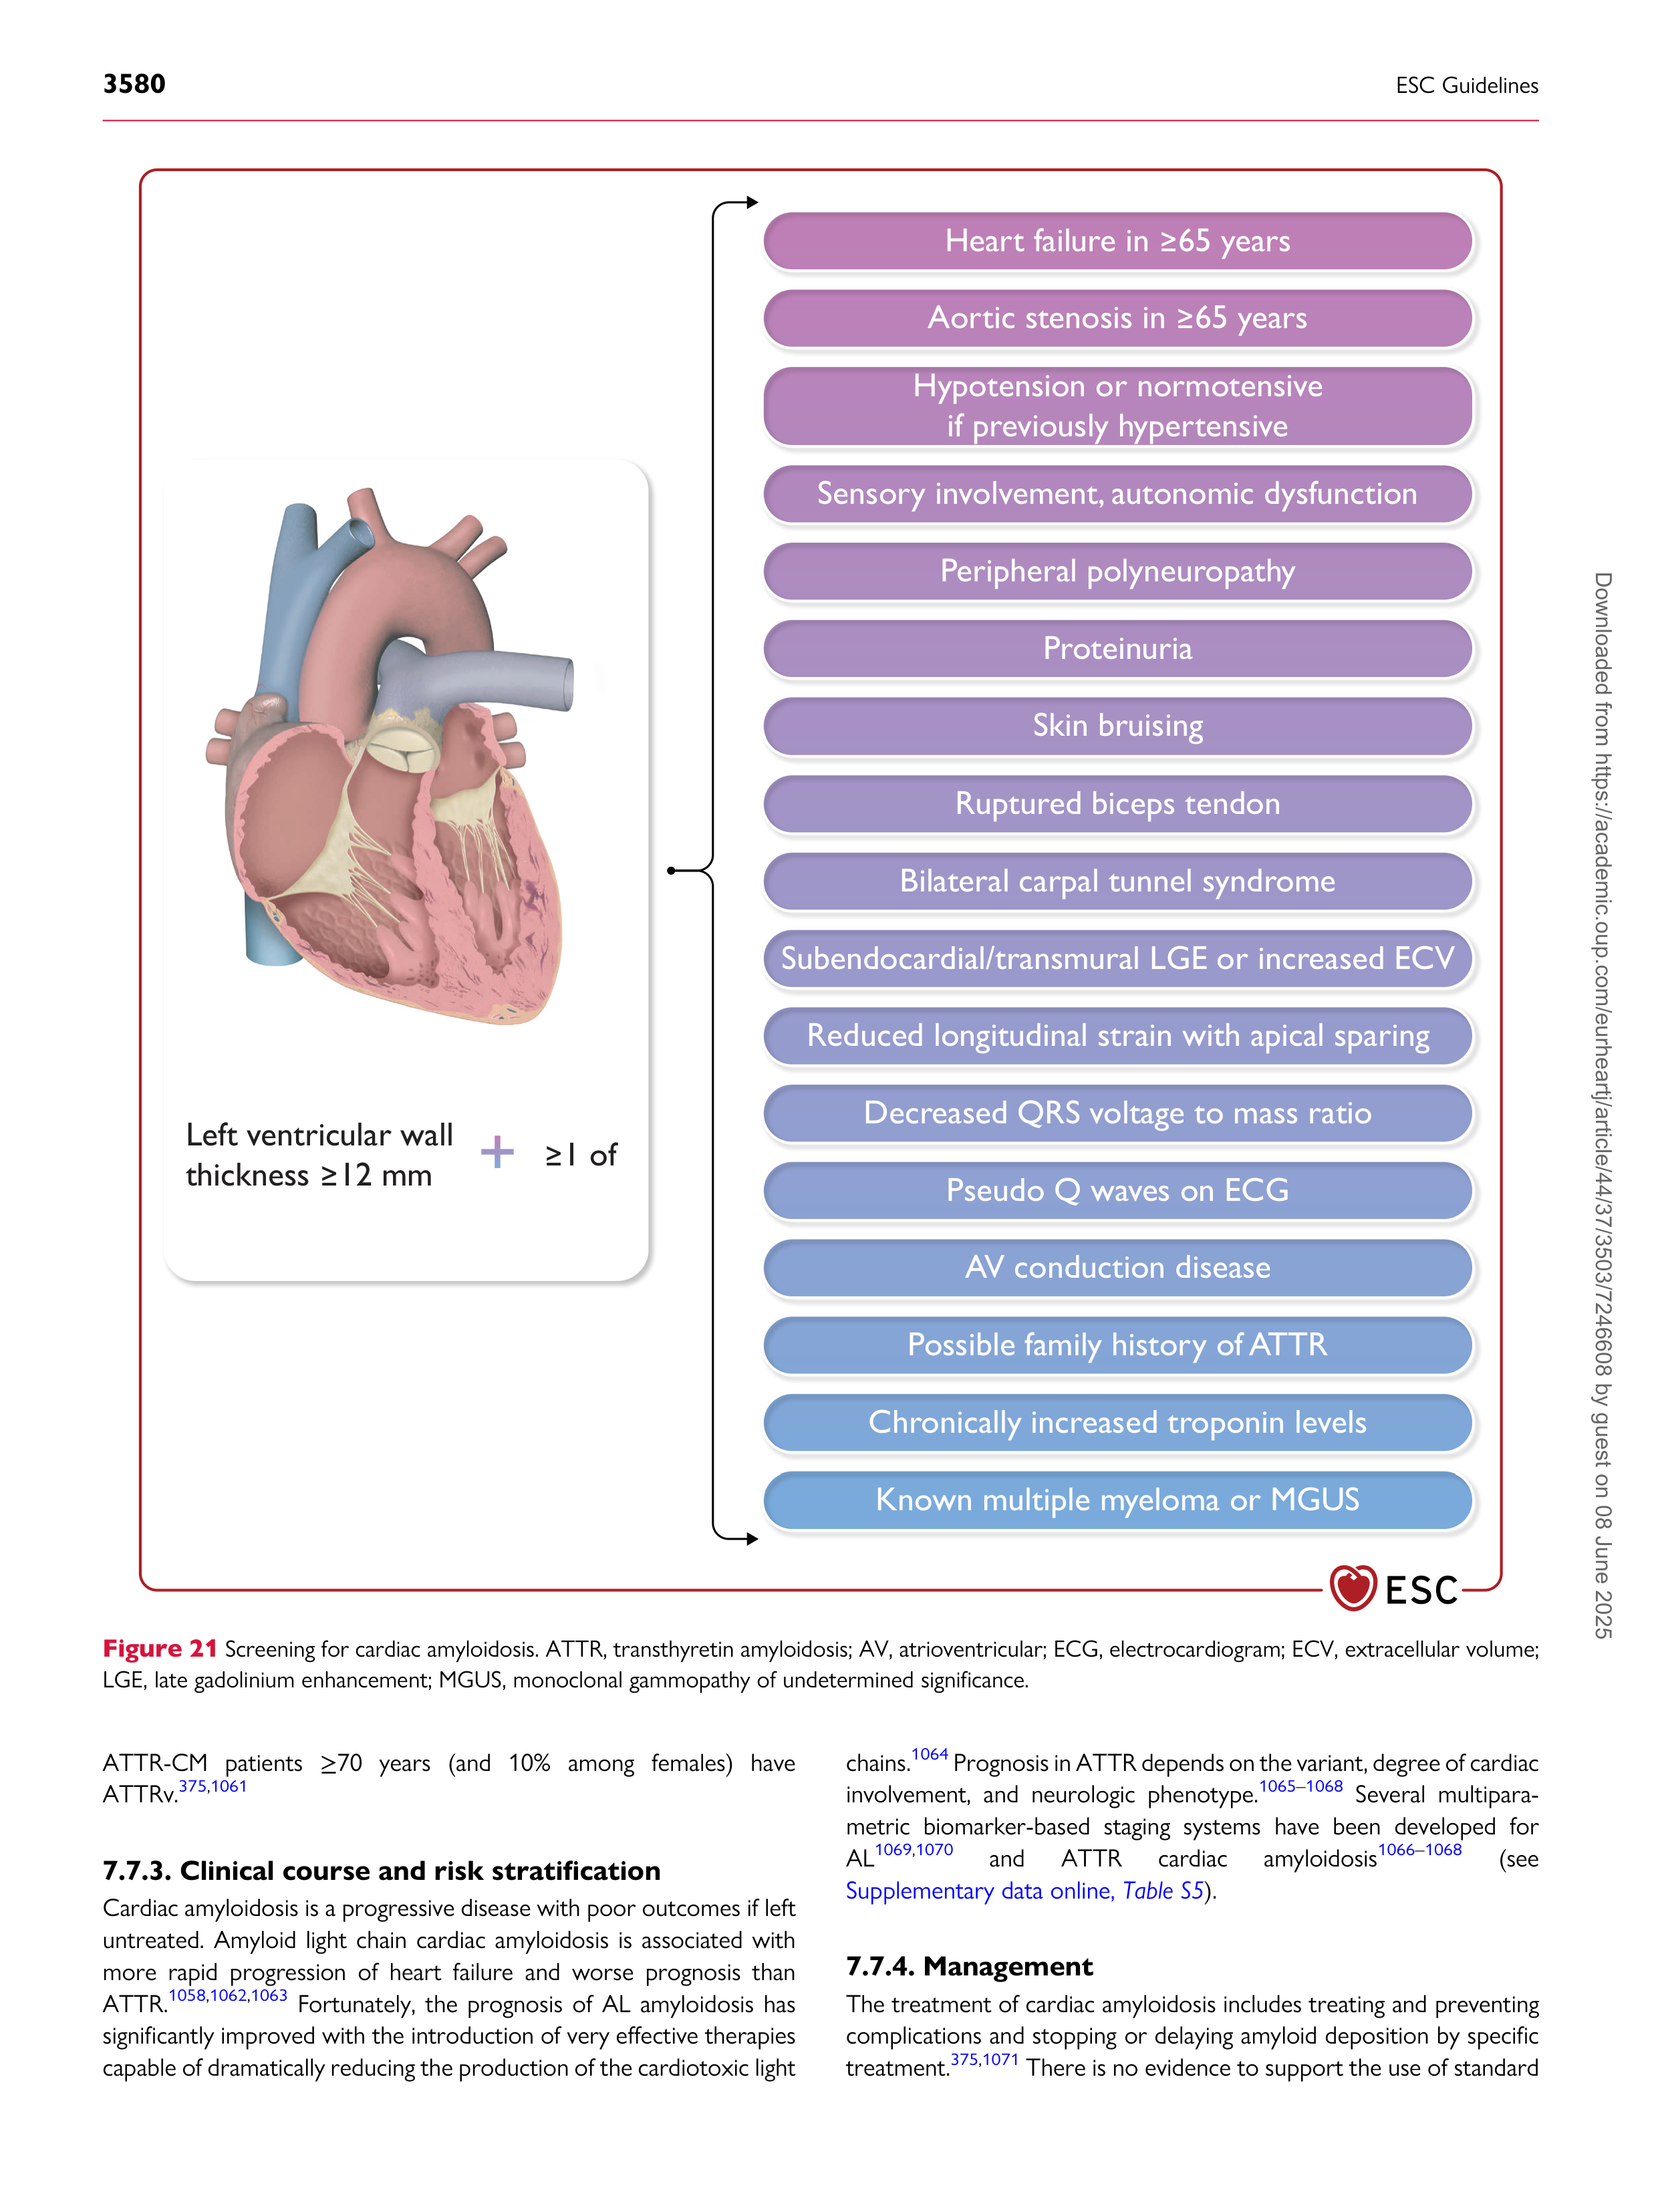 3580
ESC Guidelines
Heart failure in ≥65 years
Aortic stenosis in ≥65 years
Hypotension or normotensive
if previously hypertensive
Sensory involvement, autonomic dysfunction
Peripheral polyneuropathy
Proteinuria
Skin bruising
Ruptured biceps tendon
Bilateral carpal tunnel syndrome
Subendocardial/transmural LGE or increased ECV
Reduced longitudinal strain with apical sparing
Decreased QRS voltage to mass ratio
Pseudo Q waves on ECG
AV conduction disease
Possible family history of ATTR
Chronically increased troponin levels
Known multiple myeloma or MGUS
Left ventricular wall
thickness ≥12 mm
+ ≥1 of
ESC
Figure 21 Screening for cardiac amyloidosis. ATTR, transthyretin amyloidosis; AV, atrioventricular; ECG, electrocardiogram; ECV, extracellular volume;
LGE, late gadolinium enhancement; MGUS, monoclonal gammopathy of undetermined significance.
ATTR-CM patients ≥70 years (and 10% among females) have
ATTRv.375,1061
7.7.3. Clinical course and risk stratification
Cardiac amyloidosis is a progressive disease with poor outcomes if left
untreated. Amyloid light chain cardiac amyloidosis is associated with
more rapid progression of heart failure and worse prognosis than
ATTR.1058,1062,1063 Fortunately, the prognosis of AL amyloidosis has
significantly improved with the introduction of very effective therapies
capable of dramatically reducing the production of the cardiotoxic light
chains.1064 Prognosis in ATTR depends on the variant, degree of cardiac
involvement, and neurologic phenotype.1065–1068 Several multipara-
metric biomarker-based staging systems have been developed for
AL1069,1070 and ATTR cardiac amyloidosis1066–1068 (see
Supplementary data online, Table S5).
7.7.4. Management
The treatment of cardiac amyloidosis includes treating and preventing
complications and stopping or delaying amyloid deposition by specific
treatment.375,1071 There is no evidence to support the use of standard
Downloaded from https://academic.oup.com/eurheartj/article/44/37/3503/7246608 by guest on 08 June 2025